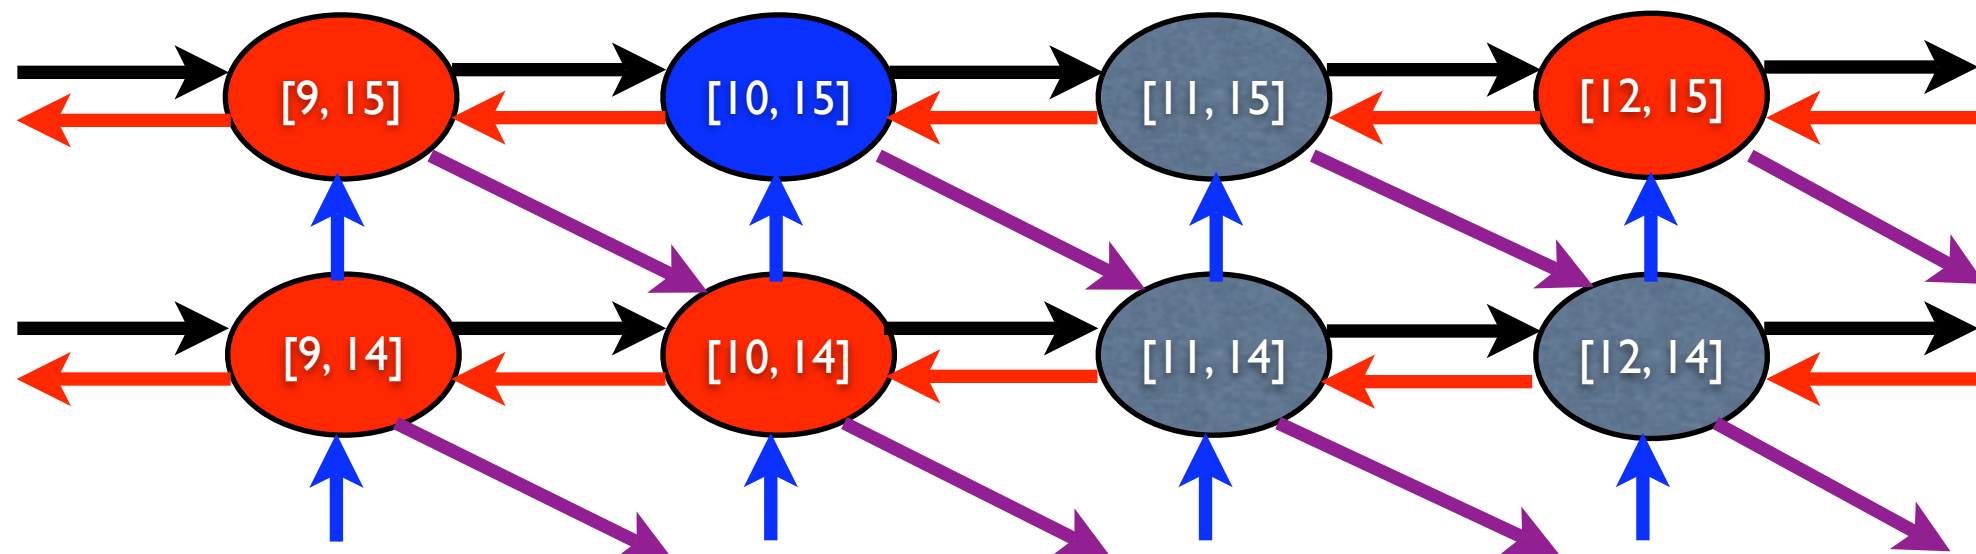 [9, 15] [10, 15] [11, 15] [12, 15]
[9, 14] [10, 14] [11, 14] [12, 14]